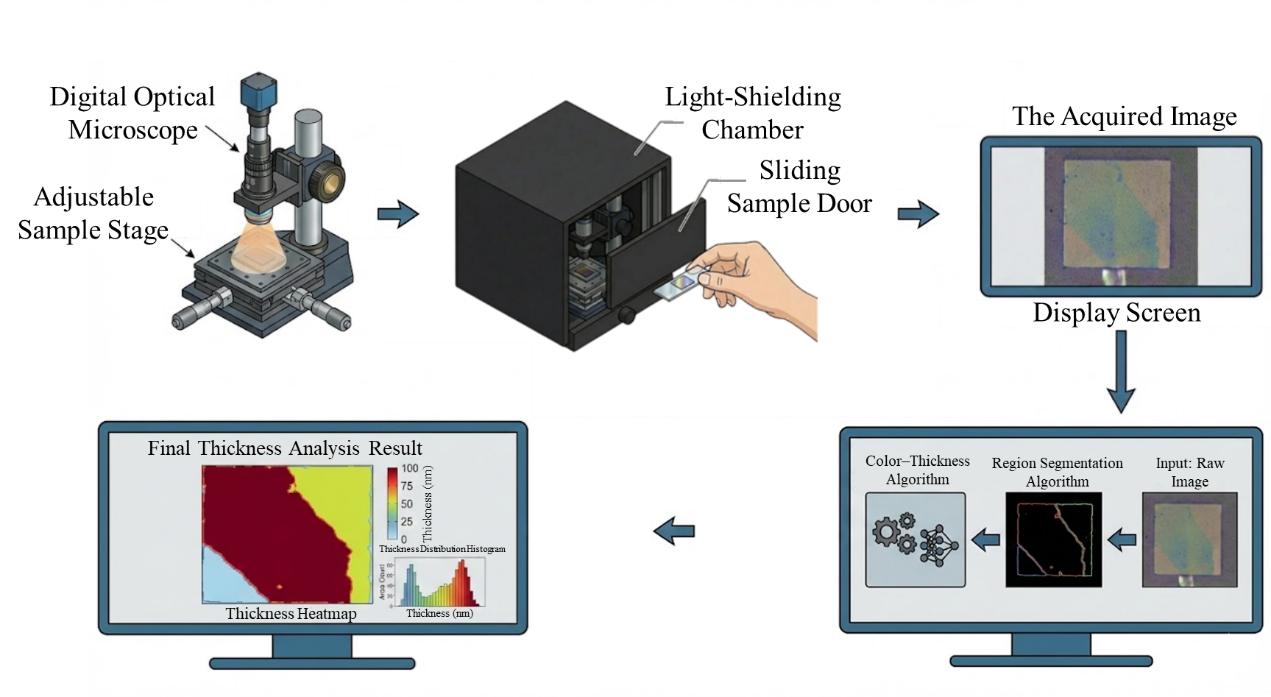 Digital Optical
Microscope
Adjustable
Sample Stage
Light-Shielding
Chamber
Sliding
Sample Door
The Acquired Image
Display Screen
Input: Raw
Image
Region Segmentation
Algorithm
Color–Thickness
Algorithm
Final Thickness Analysis Result
100
75
50
25
0
Thickness (nm)
Thickness Distribution Histogram
Thickness (nm)
Thickness Heatmap